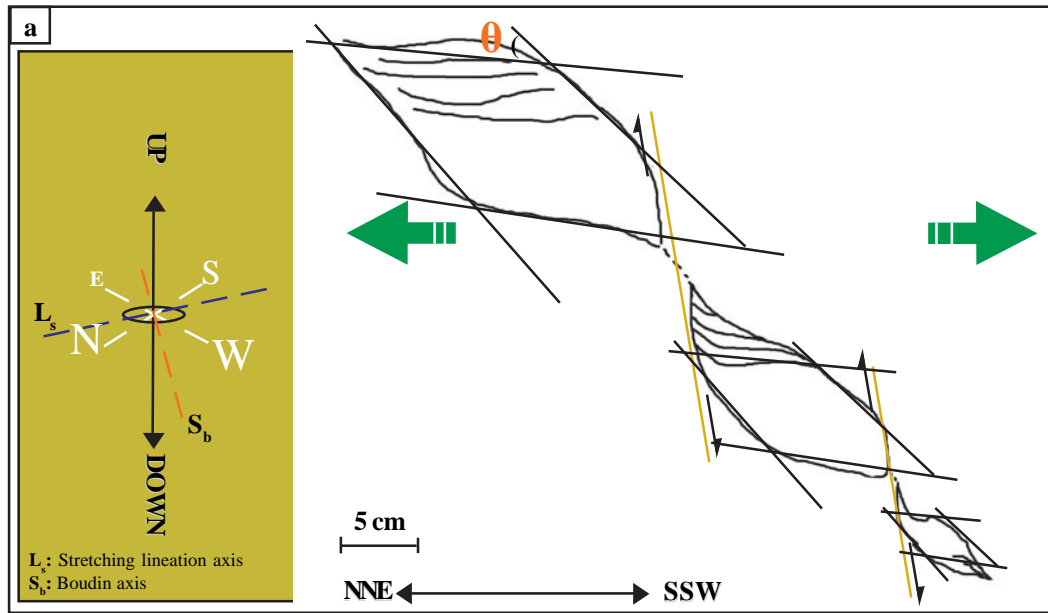 a
UP
E
S
Ls
N
W
Sb
DOWN
Ls: Stretching lineation axis
Sb: Boudin axis
θ
5 cm
NNE
SSW